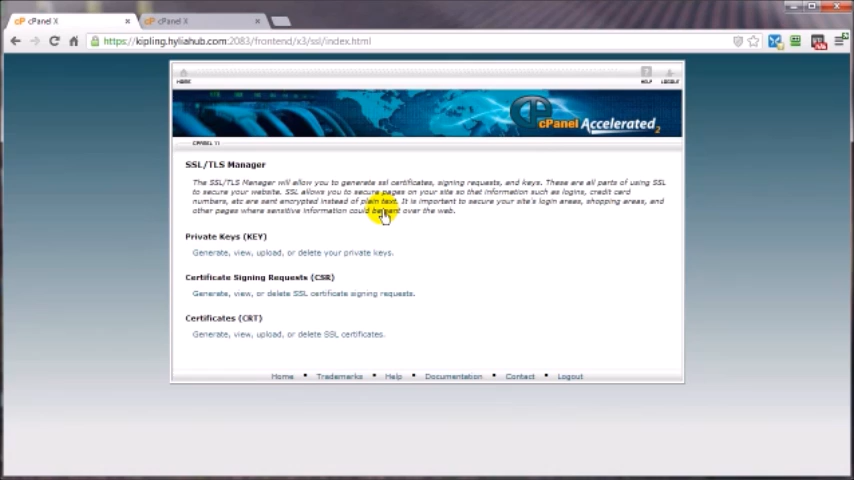 cPanel X
cPanel X
https://kipling.hyliahub.com:2083/frontend/x3/ssl/index.html
HOME
HELP
LOGOUT
cPanel Accelerated 2
CPANEL 11
SSL/TLS Manager
The SSL/TLS Manager will allow you to generate ssl certificates, signing requests, and keys. These are all parts of using SSL
to secure your website. SSL allows you to secure pages on your site so that information such as logins, credit card
numbers, etc are sent encrypted instead of plain text. It is important to secure your site's login areas, shopping areas, and
other pages where sensitive information could be sent over the web.
Private Keys (KEY)
Generate, view, upload, or delete your private keys.
Certificate Signing Requests (CSR)
Generate, view, or delete SSL certificate signing requests.
Certificates (CRT)
Generate, view, upload, or delete SSL certificates.
Home • Trademarks • Help • Documentation • Contact • Logout